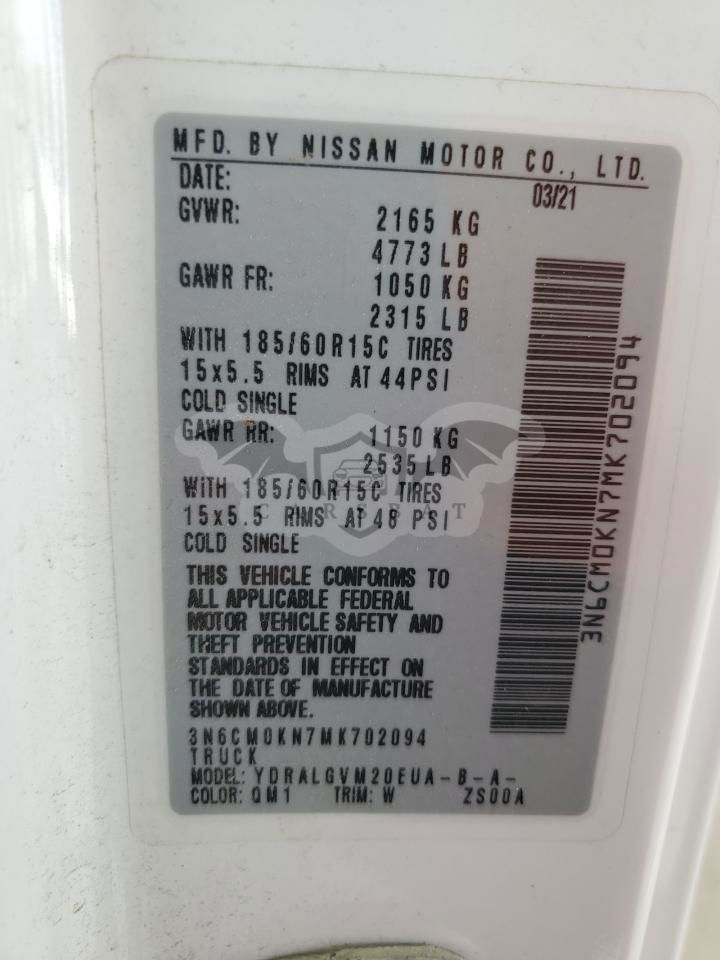 MFD. BY NISSAN MOTOR CO., LTD.
DATE: 03/21
GVWR: 2165 KG
4773 LB
GAWR FR: 1050 KG
2315 LB
WITH 185/60R15C TIRES
15x5.5 RIMS AT 44PSI
COLD SINGLE
GAWR RR: 1150 KG
2535 LB
WITH 185/60R15C TIRES
15x5.5 RIMS AT 48 PSI
COLD SINGLE
THIS VEHICLE CONFORMS TO
ALL APPLICABLE FEDERAL
MOTOR VEHICLE SAFETY AND
THEFT PREVENTION
STANDARDS IN EFFECT ON
THE DATE OF MANUFACTURE
SHOWN ABOVE.
3N6CM0KN7MK702094
TRUCK
MODEL: YDRALGVM20EUA-B-A-
COLOR: QM1 TRIM: W ZS00A
3N6CM0KN7MK702094
CARSBAT